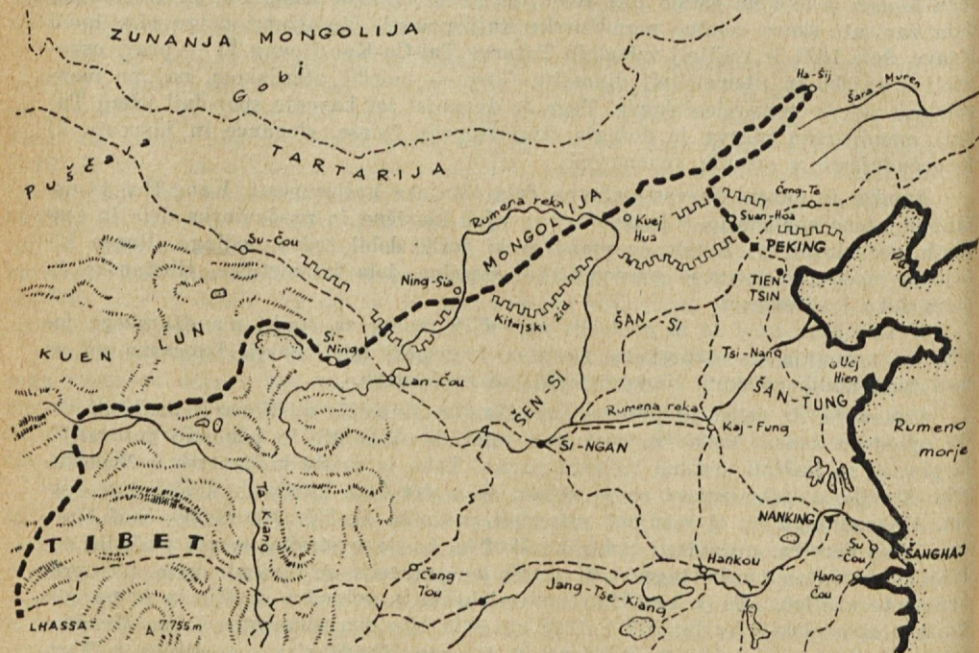 ZUNANJA MONGOLIJA
Gobi
Ha-Šij
Šara-Muren
PUŠČAJA
TARTARIJA
Čeng-Te
Rumena reka
MONGOLIJA
Kuej
Hua
Suan-Hoa
PEKING
Su-Čou
Ning-Sia
TIEN
TSIN
Kitajski zid
ŠAN-SI
KUEN LUN
Si-
Ning
Tsi-Nang
Uej
Hien
Lan-Čou
ŠEN-SI
ŠAN-TUNG
Rumena reka
Kaj-Fung
Rumeno
morje
SI-NGAN
Ta-Kiang
NANKING
TIBET
Su
Čou
ŠANGHAJ
Hankou
Čeng-
Tou
Jang-Tse-Kiang
Hang
Čou
LHASSA
7755m